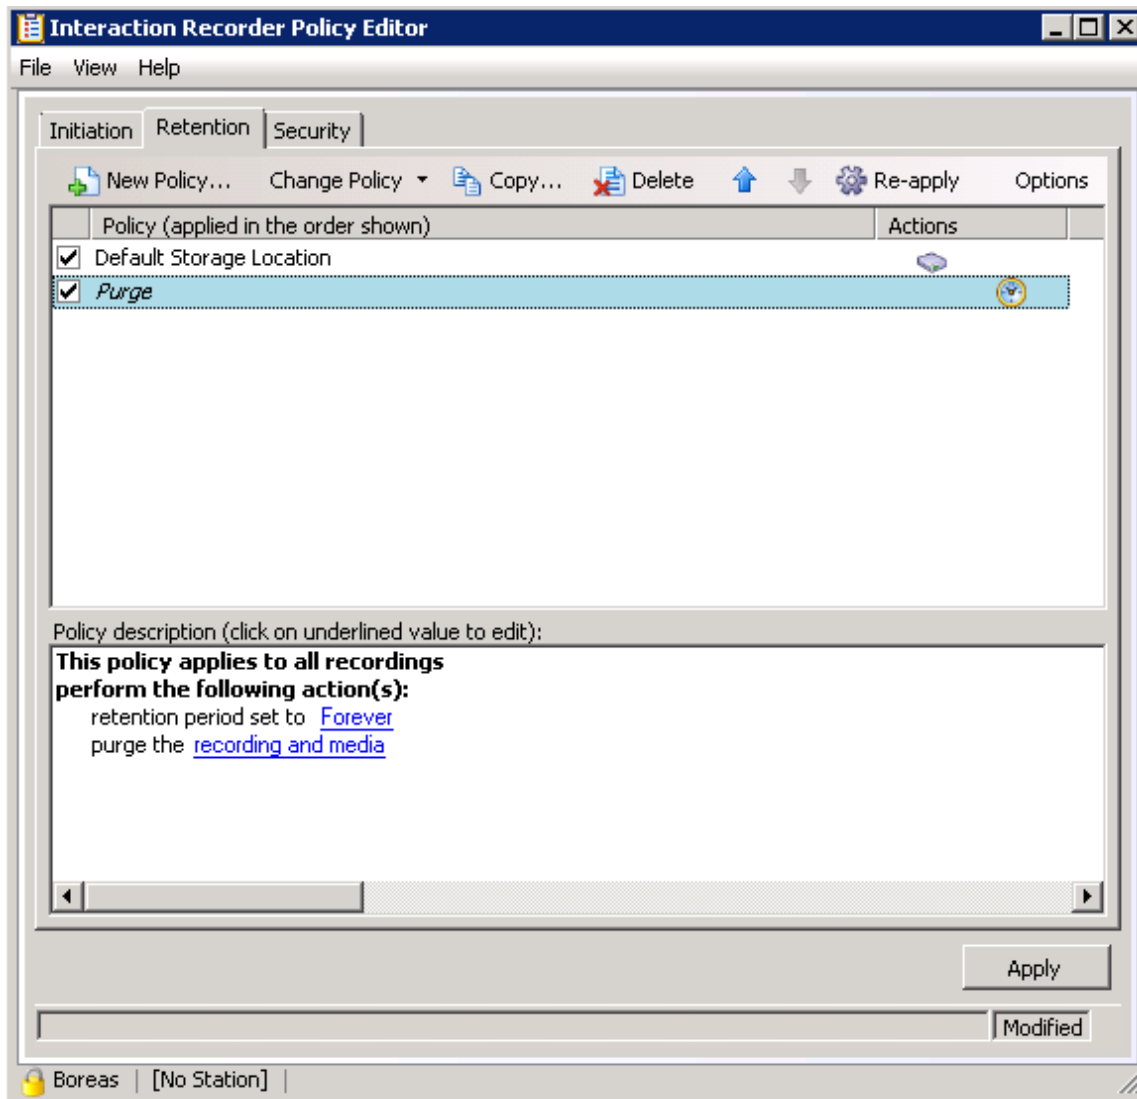 Interaction Recorder Policy Editor
File View Help
Initiation Retention Security
New Policy... Change Policy Copy... Delete Re-apply Options
Policy (applied in the order shown) Actions
Default Storage Location
Purge
Policy description (click on underlined value to edit):
This policy applies to all recordings
perform the following action(s):
retention period set to Forever
purge the recording and media
Apply
Modified
Boreas | [No Station] |